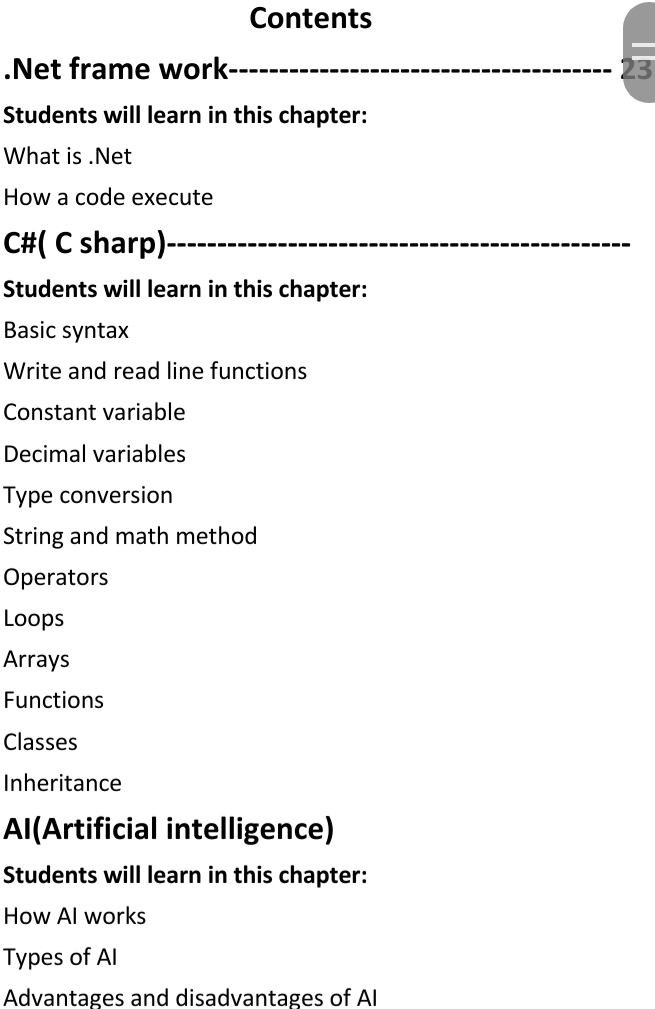 Contents
.Net frame work-------------------------------------- 23
Students will learn in this chapter:
What is .Net
How a code execute
C#( C sharp)----------------------------------------------
Students will learn in this chapter:
Basic syntax
Write and read line functions
Constant variable
Decimal variables
Type conversion
String and math method
Operators
Loops
Arrays
Functions
Classes
Inheritance
AI(Artificial intelligence)
Students will learn in this chapter:
How AI works
Types of AI
Advantages and disadvantages of AI